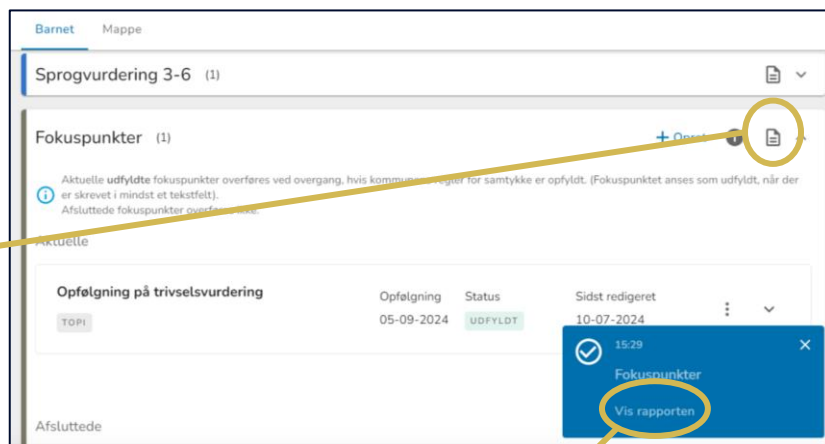 Barnet Mappe
Sprogvurdering 3-6 (1)
Fokuspunkter (1) + Opret
Aktuelle udfyldte fokuspunkter overføres ved overgang, hvis kommunens regler for samtykke er opfyldt. (Fokuspunktet anses som udfyldt, når der
er skrevet i mindst et tekstfelt).
Afsluttede fokuspunkter overføres ikke.
Aktuelle
Opfølgning på trivselsvurdering Opfølgning Status Sidst redigeret
TOPI 05-09-2024 UDFYLDT 10-07-2024
15:29
Fokuspunkter
Vis rapporten
Afsluttede